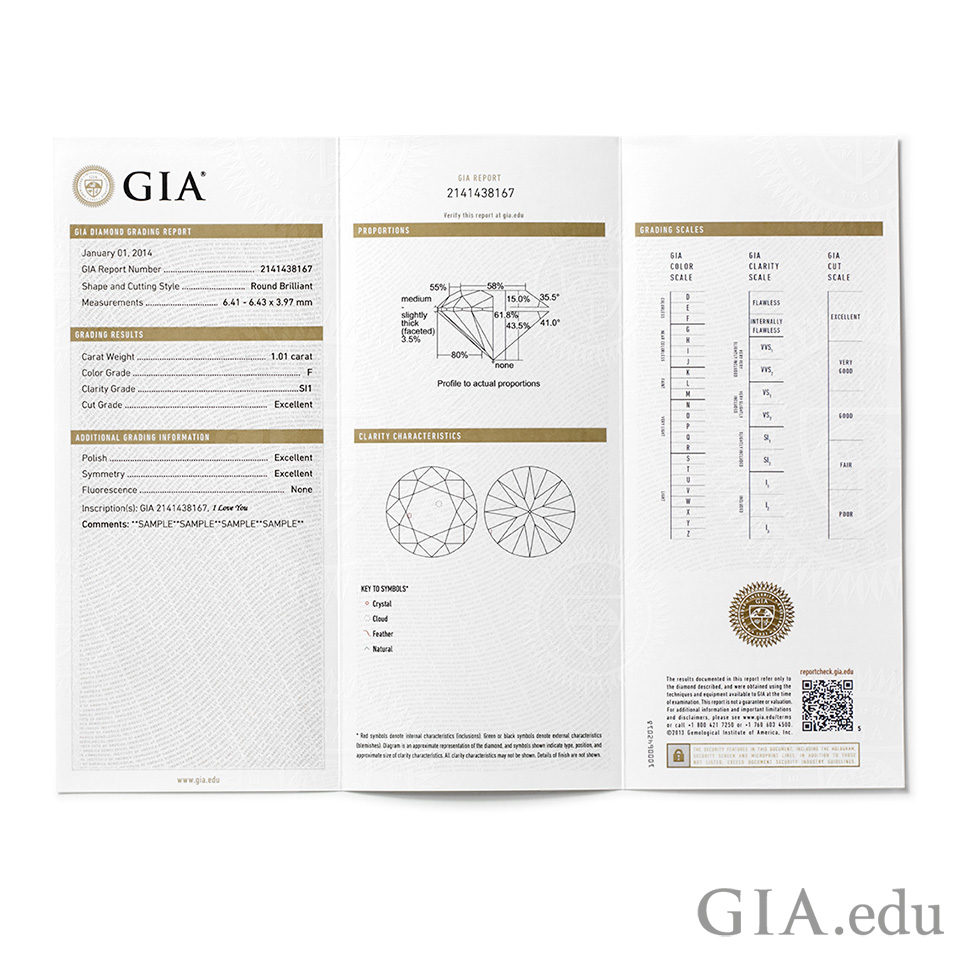 GIA®
GIA DIAMOND GRADING REPORT
January 01, 2014
GIA Report Number 2141438167
Shape and Cutting Style Round Brilliant
Measurements 6.41 - 6.43 x 3.97 mm
GRADING RESULTS
Carat Weight 1.01 carat
Color Grade F
Clarity Grade SI1
Cut Grade Excellent
ADDITIONAL GRADING INFORMATION
Polish Excellent
Symmetry Excellent
Fluorescence None
Inscription(s): GIA 2141438167, I Love You
Comments: **SAMPLE**SAMPLE**SAMPLE**SAMPLE**
www.gia.edu
GIA REPORT
2141438167
Verify this report at gia.edu
PROPORTIONS
55%
58%
medium
15.0%
35.5°
slightly
thick
(faceted)
3.5%
61.8%
43.5%
41.0°
80%
none
Profile to actual proportions
CLARITY CHARACTERISTICS
KEY TO SYMBOLS*
Crystal
Cloud
Feather
Natural
* Red symbols denote internal characteristics (inclusions). Green or black symbols denote external characteristics
(blemishes). Diagram is an approximate representation of the diamond, and symbols shown indicate type, position, and
approximate size of clarity characteristics. All clarity characteristics may not be shown. Details of finish are not shown.
GRADING SCALES
GIA
COLOR
SCALE
COLORLESS
D
E
F
NEAR COLORLESS
G
H
I
J
FAINT
K
L
M
VERY LIGHT
N
O
P
Q
R
LIGHT
S
T
U
V
W
X
Y
Z
GIA
CLARITY
SCALE
FLAWLESS
INTERNALLY
FLAWLESS
VERY VERY
SLIGHTLY INCLUDED
VVS₁
VVS₂
VERY SLIGHTLY
INCLUDED
VS₁
VS₂
SLIGHTLY INCLUDED
SI₁
SI₂
INCLUDED
I₁
I₂
I₃
GIA
CUT
SCALE
EXCELLENT
VERY
GOOD
GOOD
FAIR
POOR
GIA
reportcheck.gia.edu
The results documented in this report refer only to
the diamond described, and were obtained using the
techniques and equipment available to GIA at the time
of examination. This report is not a guarantee or valuation.
For additional information and important limitations
and disclaimers, please see www.gia.edu/terms
or call +1 800 421 7250 or +1 760 603 4500.
©2013 Gemological Institute of America, Inc.
S
1000642018
THE SECURITY FEATURES IN THIS DOCUMENT, INCLUDING THE HOLOGRAM,
SECURITY SCREEN AND MICROPRINT LINES, IN ADDITION TO THOSE
NOT LISTED, EXCEED DOCUMENT SECURITY INDUSTRY GUIDELINES.
GIA.edu